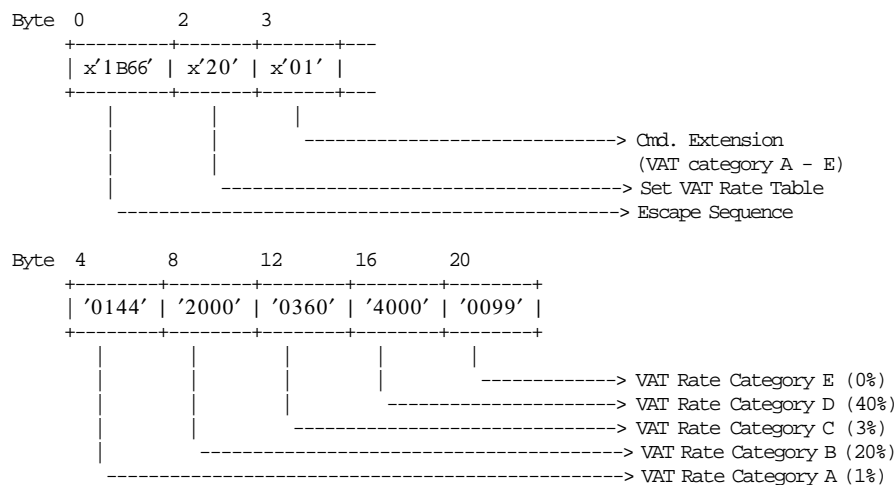 Byte 0 2 3
+---------+-------+-------+---
| x′1B66′ | x′20′ | x′01′ |
+---------+-------+-------+---
| | |
| | -----------------------------> Cmd. Extension
| | (VAT category A - E)
| --------------------------------------> Set VAT Rate Table
-----------------------------------------------> Escape Sequence
Byte 4 8 12 16 20
+--------+--------+--------+--------+--------+
| ′0144′ | ′2000′ | ′0360′ | ′4000′ | ′0099′ |
+--------+--------+--------+--------+--------+
| | | | |
| | | | -------------> VAT Rate Category E (0%)
| | | ----------------------> VAT Rate Category D (40%)
| | -------------------------------> VAT Rate Category C (3%)
| ----------------------------------------> VAT Rate Category B (20%)
-------------------------------------------------> VAT Rate Category A (1%)